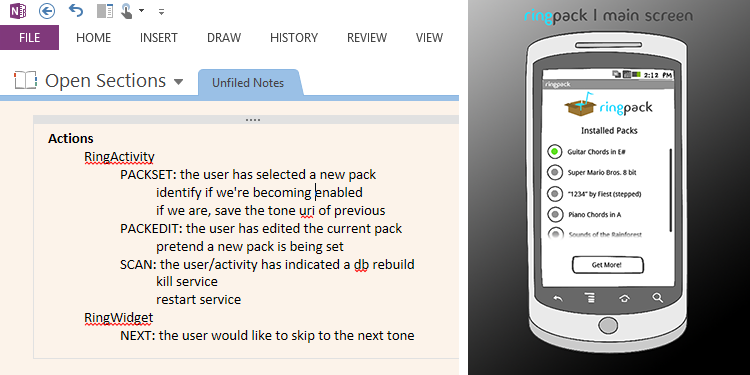 FILE HOME INSERT DRAW HISTORY REVIEW VIEW
Open Sections Unfiled Notes
Actions
RingActivity
PACKSET: the user has selected a new pack
identify if we're becoming enabled
if we are, save the tone uri of previous
PACKEDIT: the user has edited the current pack
pretend a new pack is being set
SCAN: the user/activity has indicated a db rebuild
kill service
restart service
RingWidget
NEXT: the user would like to skip to the next tone
ringpack | main screen
2:12 PM
ringpack
ringpack
Installed Packs
Guitar Chords in E#
Super Mario Bros. 8 bit
"1234" by Fiest (stepped)
Piano Chords in A
Sounds of the Rainforest
Get More!